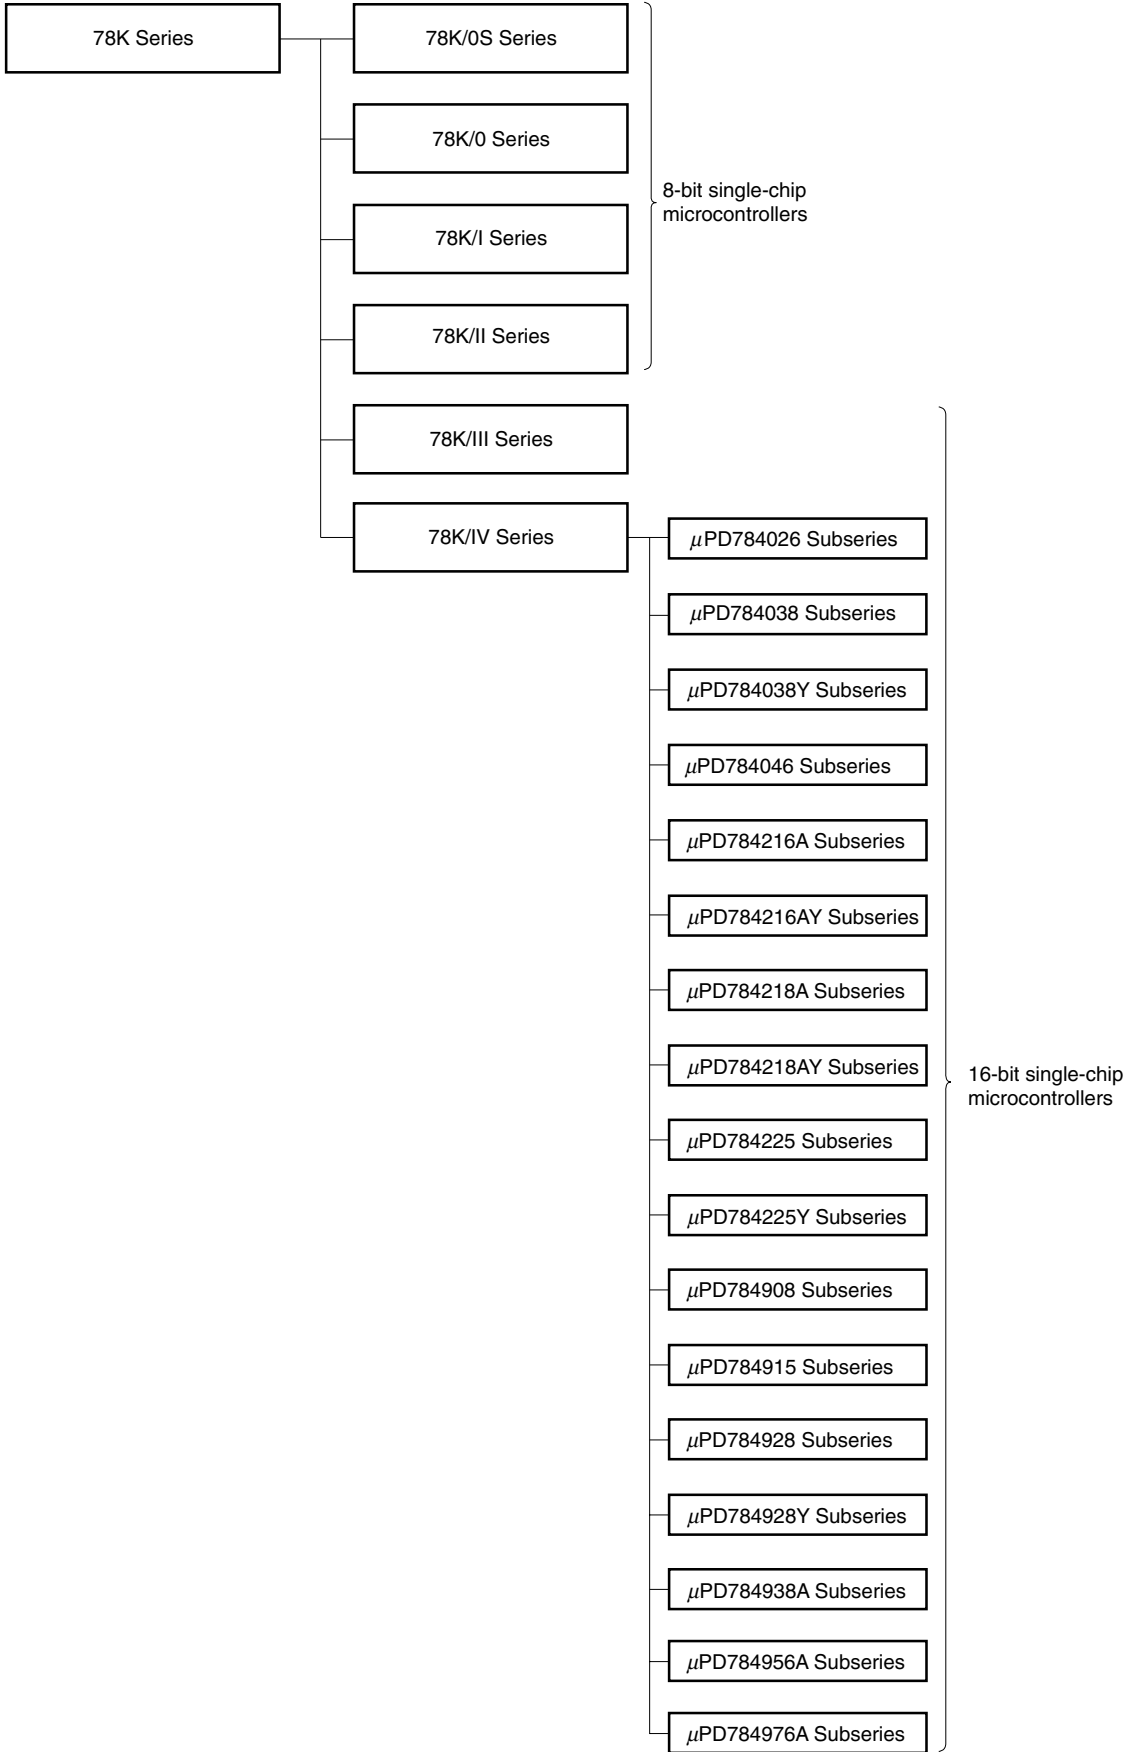 78K Series
78K/0S Series
78K/0 Series
8-bit single-chip
microcontrollers
78K/I Series
78K/II Series
78K/III Series
78K/IV Series
μPD784026 Subseries
μPD784038 Subseries
μPD784038Y Subseries
μPD784046 Subseries
μPD784216A Subseries
μPD784216AY Subseries
μPD784218A Subseries
μPD784218AY Subseries
16-bit single-chip
microcontrollers
μPD784225 Subseries
μPD784225Y Subseries
μPD784908 Subseries
μPD784915 Subseries
μPD784928 Subseries
μPD784928Y Subseries
μPD784938A Subseries
μPD784956A Subseries
μPD784976A Subseries